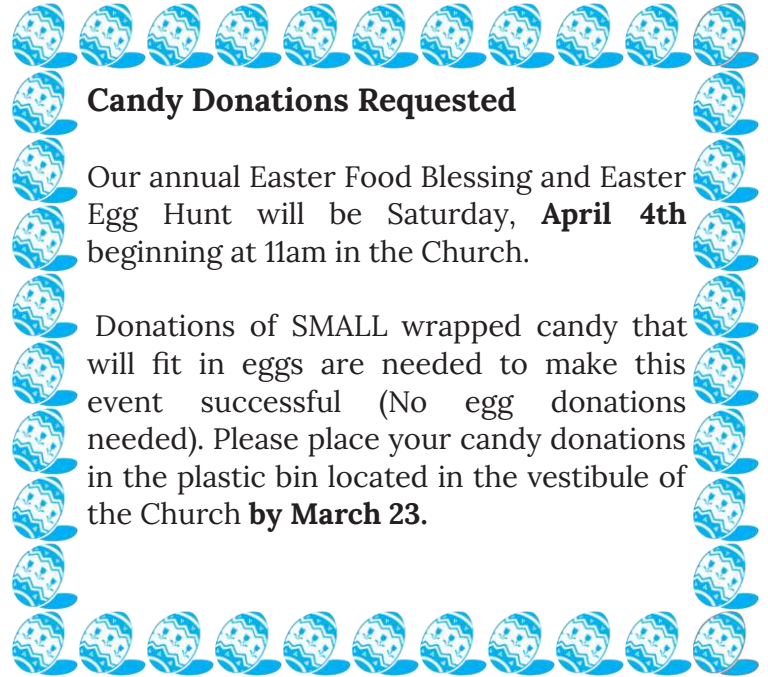 Candy Donations Requested
Our annual Easter Food Blessing and Easter
Egg Hunt will be Saturday, April 4th
beginning at 11am in the Church.
Donations of SMALL wrapped candy that
will fit in eggs are needed to make this
event successful (No egg donations
needed). Please place your candy donations
in the plastic bin located in the vestibule of
the Church by March 23.